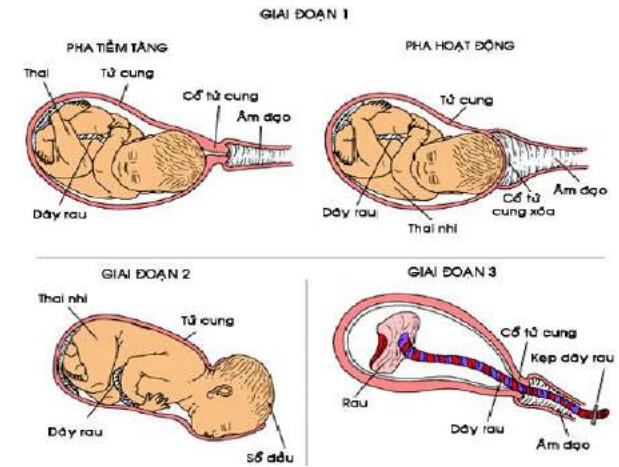 GIAI ĐOẠN 1
PHA TIỀM TÀNG
PHA HOẠT ĐỘNG
Thai
Tử cung
Cổ tử cung
Âm đạo
Dây rau
Tử cung
Âm đạo
Cổ tử
cung xóa
Dây rau
Thai nhi
GIAI ĐOẠN 2
Thai nhi
Tử cung
Dây rau
Sổ đầu
GIAI ĐOẠN 3
Cổ tử cung
Kẹp dây rau
Rau
Dây rau
Âm đạo